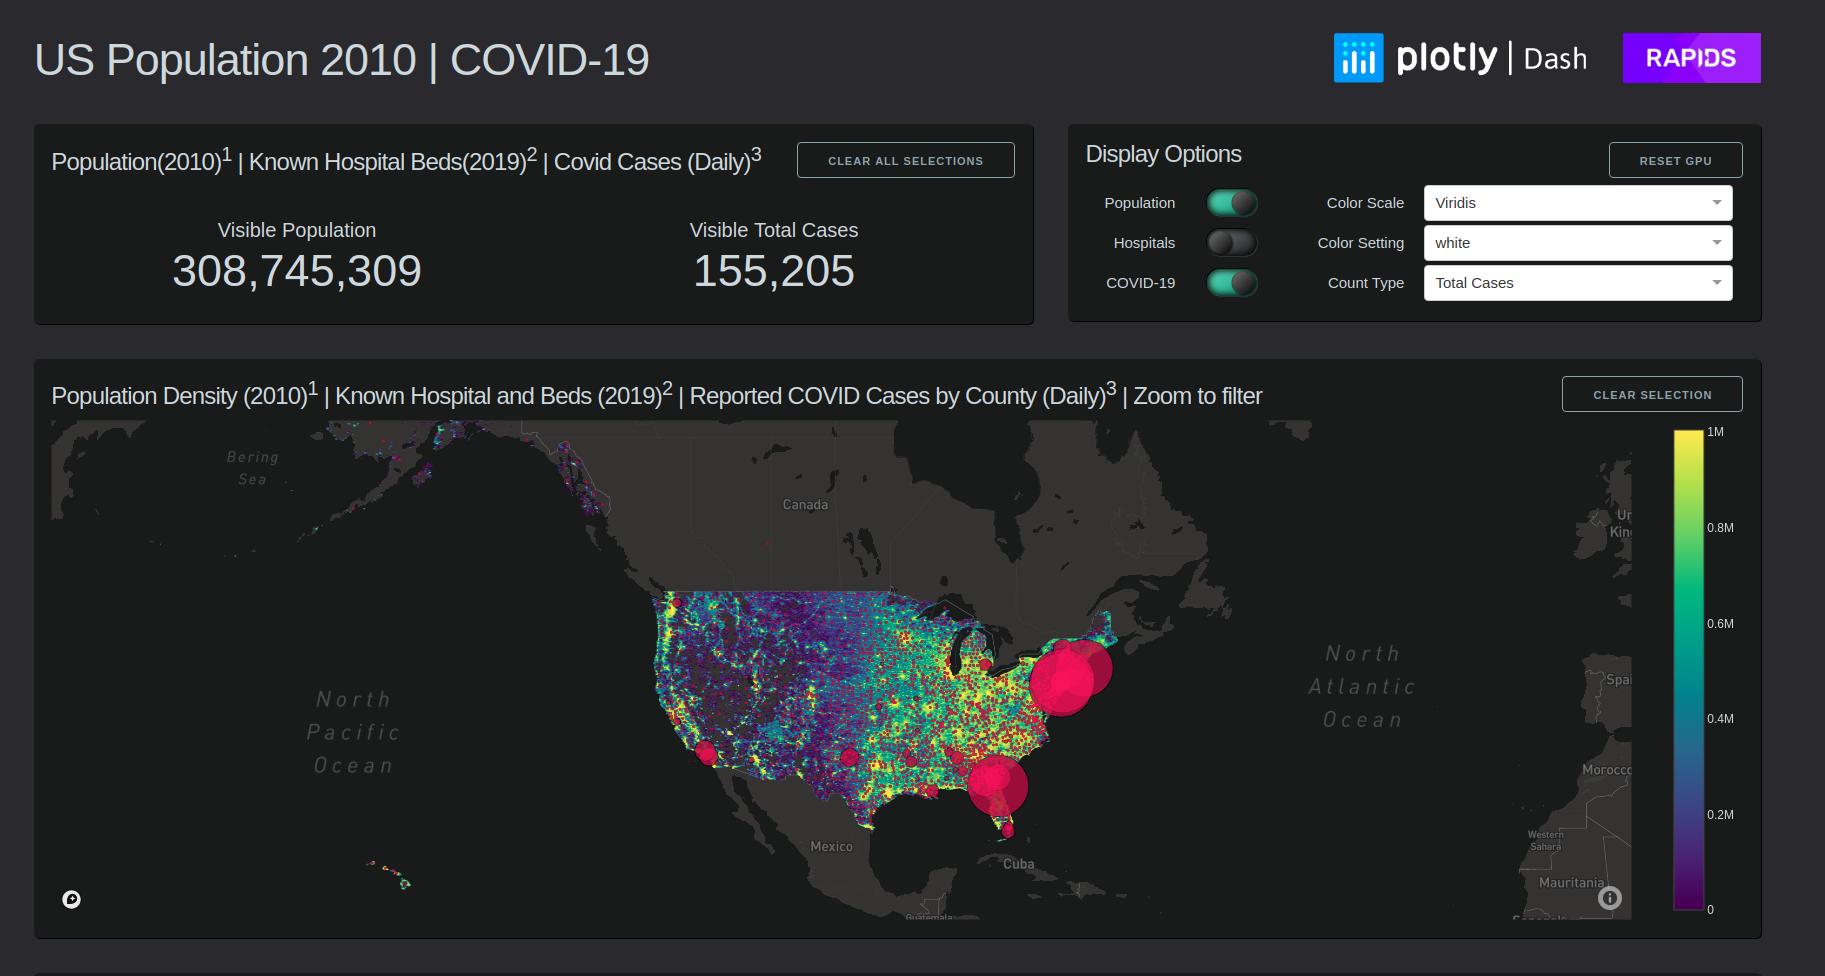 US Population 2010 | COVID-19
plotly | Dash
RAPIDS
Population(2010)1 | Known Hospital Beds(2019)2 | Covid Cases (Daily)3
CLEAR ALL SELECTIONS
Visible Population
308,745,309
Visible Total Cases
155,205
Display Options
RESET GPU
Population
Color Scale
Viridis
Hospitals
Color Setting
white
COVID-19
Count Type
Total Cases
Population Density (2010)1 | Known Hospital and Beds (2019)2 | Reported COVID Cases by County (Daily)3 | Zoom to filter
CLEAR SELECTION
Bering
Sea
Canada
Un
King
North
Pacific
Ocean
North
Atlantic
Ocean
Spai
Morocco
Mexico
Cuba
Western
Sahara
Mauritania
Guatemala
1M
0.8M
0.6M
0.4M
0.2M
0